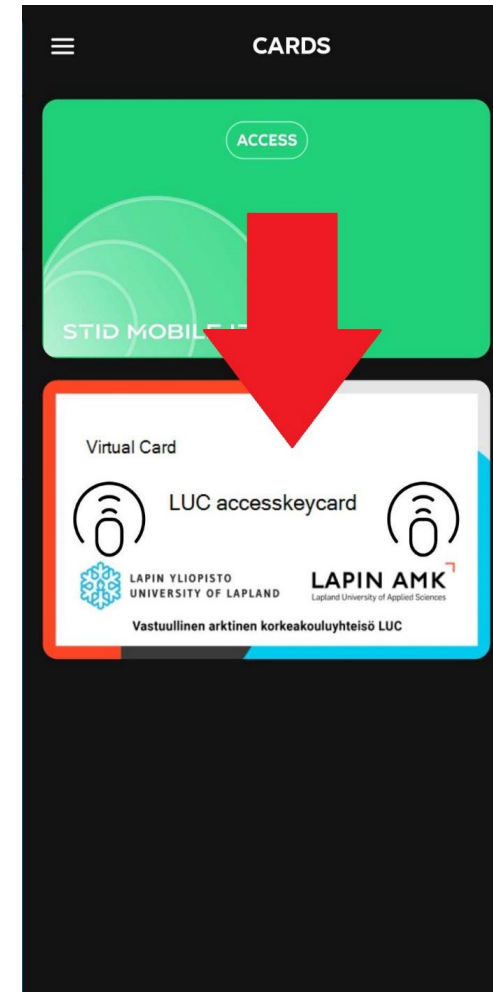 CARDS
ACCESS
STID MOBILE
Virtual Card
LUC accesskeycard
LAPIN YLIOPISTO
UNIVERSITY OF LAPLAND
LAPIN AMK
Lapland University of Applied Sciences
Vastuullinen arktinen korkeakouluyhteisö LUC